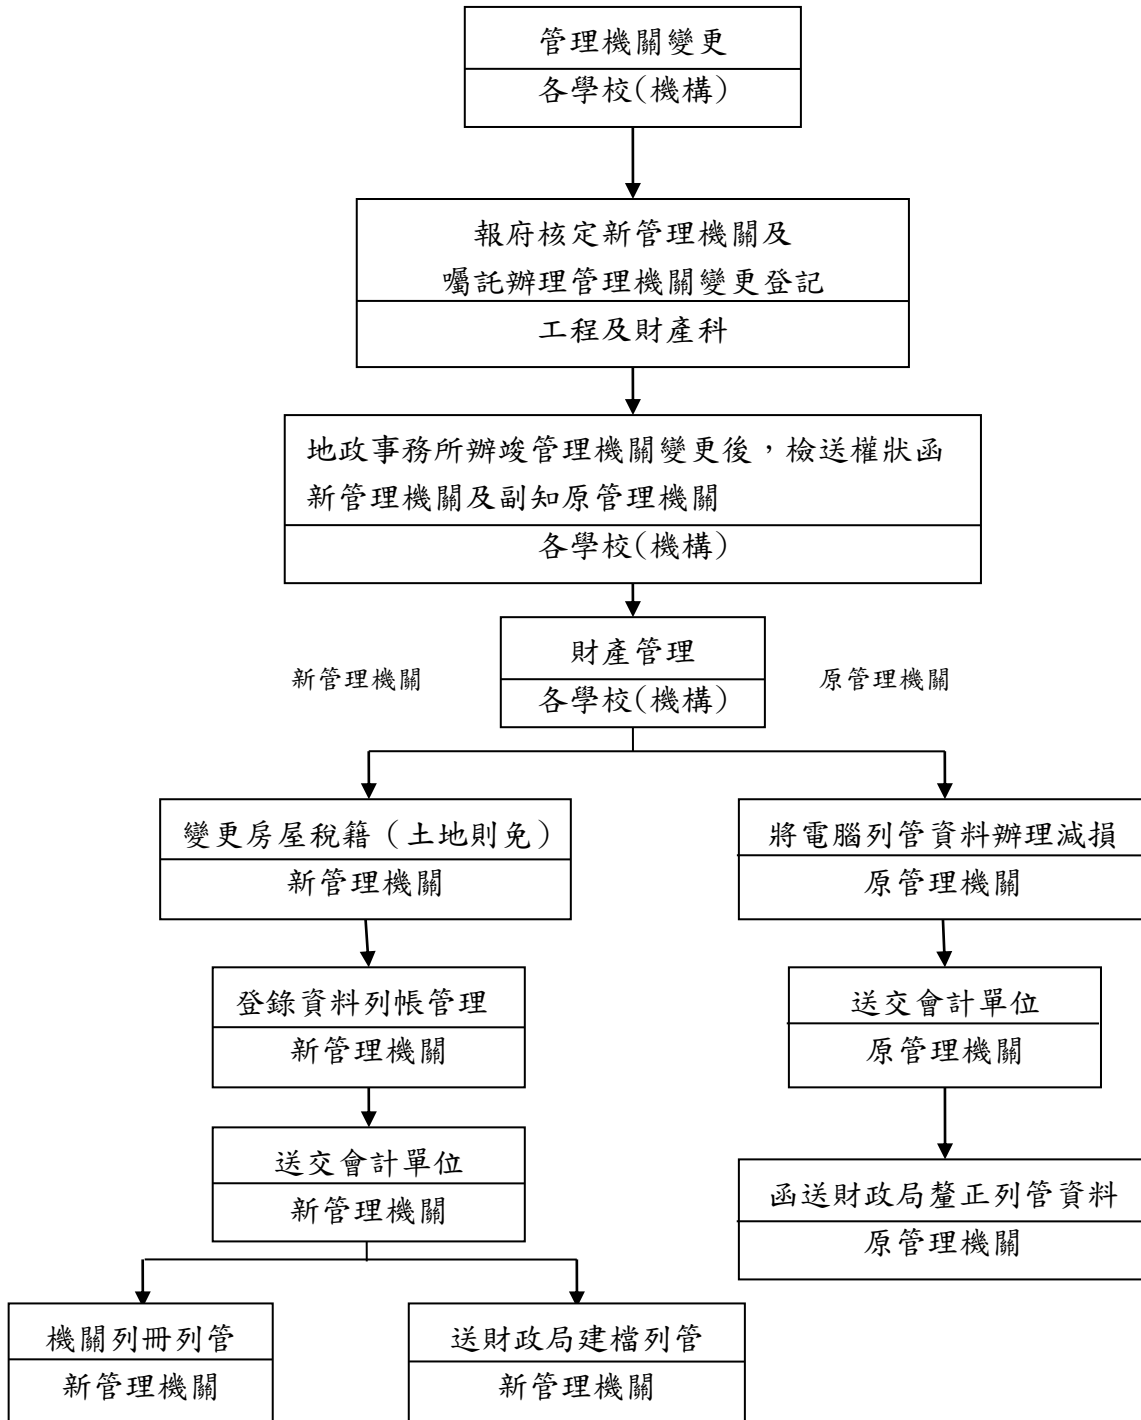 管理機關變更
各學校(機構)
報府核定新管理機關及
囑託辦理管理機關變更登記
工程及財產科
地政事務所辦竣管理機關變更後，檢送權狀函
新管理機關及副知原管理機關
各學校(機構)
財產管理
各學校(機構)
新管理機關
原管理機關
變更房屋稅籍（土地則免）
新管理機關
將電腦列管資料辦理減損
原管理機關
登錄資料列帳管理
新管理機關
送交會計單位
原管理機關
送交會計單位
新管理機關
函送財政局釐正列管資料
原管理機關
機關列冊列管
新管理機關
送財政局建檔列管
新管理機關